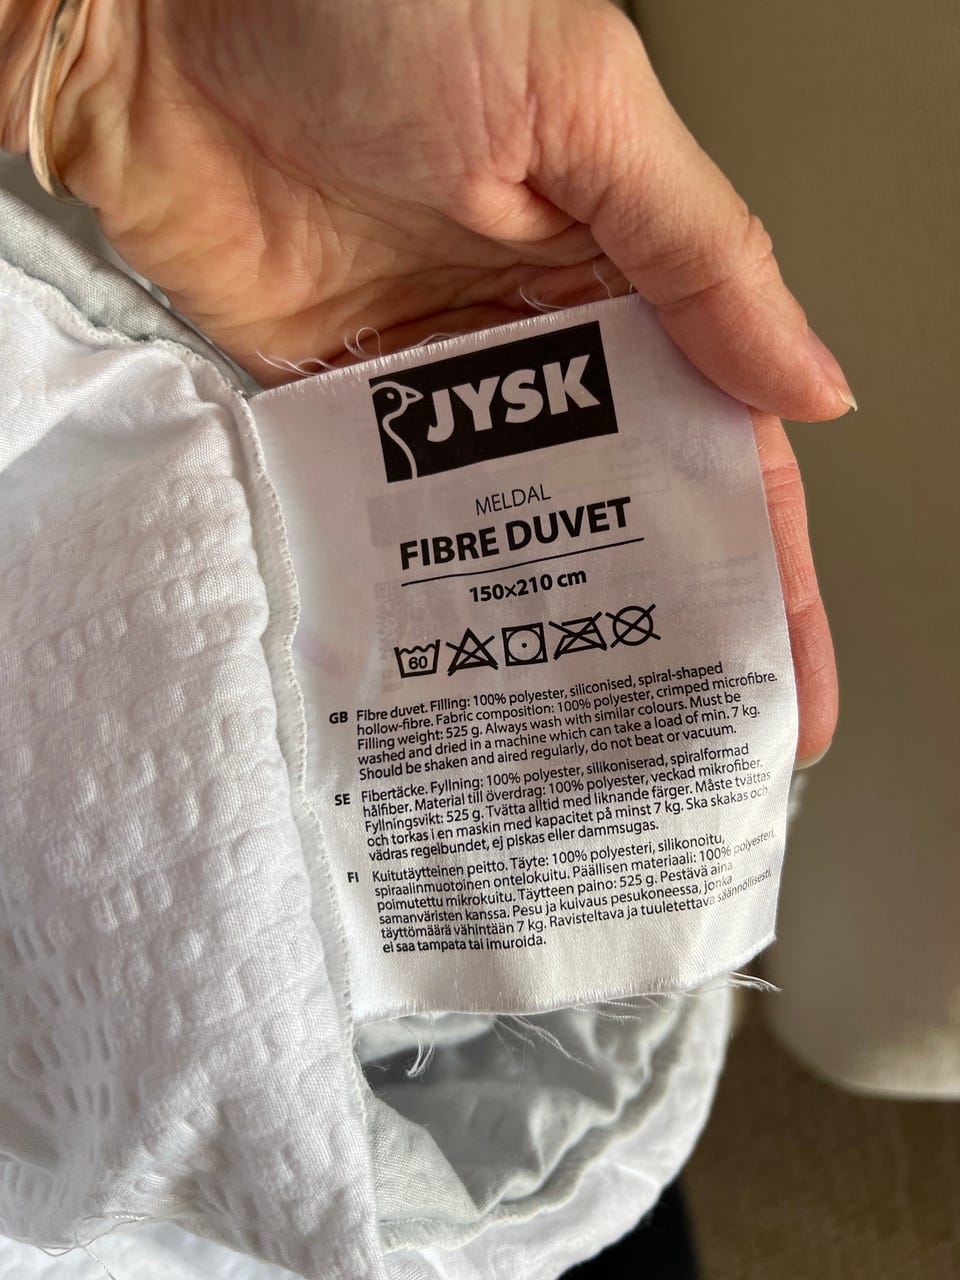 JYSK
MELDAL
FIBRE DUVET
150×210 cm
60
GB Fibre duvet. Filling: 100% polyester, siliconised, spiral-shaped
hollow-fibre. Fabric composition: 100% polyester, crimped microfibre.
Filling weight: 525 g. Always wash with similar colours. Must be
washed and dried in a machine which can take a load of min. 7 kg.
Should be shaken and aired regularly, do not beat or vacuum.
SE Fibertäcke. Fyllning: 100% polyester, silikoniserad, spiralformad
hålfiber. Material till överdrag: 100% polyester, veckad mikrofiber.
Fyllningsvikt: 525 g. Tvätta alltid med liknande färger. Måste tvättas
och torkas i en maskin med kapacitet på minst 7 kg. Ska skakas och
vädras regelbundet, ej piskas eller dammsugas.
FI Kuitutäytteinen peitto. Täyte: 100% polyesteri, silikonoitu,
spiraalinmuotoinen ontelokuitu. Päällisen materiaali: 100% polyesteri,
poimutettu mikrokuitu. Täytteen paino: 525 g. Pestävä aina
samanväristen kanssa. Pesu ja kuivaus pesukoneessa, jonka
täyttömäärä vähintään 7 kg. Ravisteltava ja tuuletettava säännöllisesti,
ei saa tampata tai imuroida.